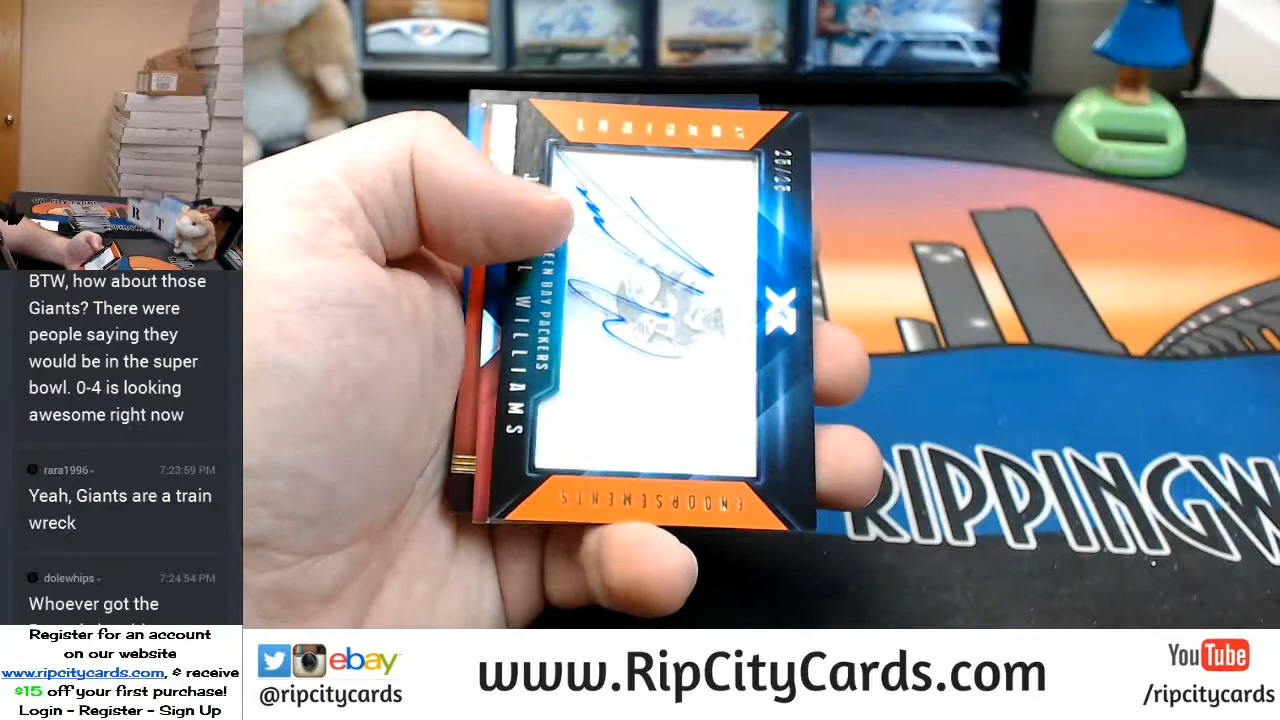 BTW, how about those
Giants? There were
people saying they
would be in the super
bowl. 0-4 is looking
awesome right now
rara1996
7:23:59 PM
Yeah, Giants are a train
wreck
dolewhips
7:24:54 PM
Whoever got the
Register for an account
on our website
www.ripcitycards.com, & receive
$15 off your first purchase!
Login - Register - Sign Up
WILLIAMS
BAY PACKERS
ENDORSEMENTS
XR
RIPPINGW
ebay
@ripcitycards
www.RipCityCards.com
YouTube
/ripcitycards
R T